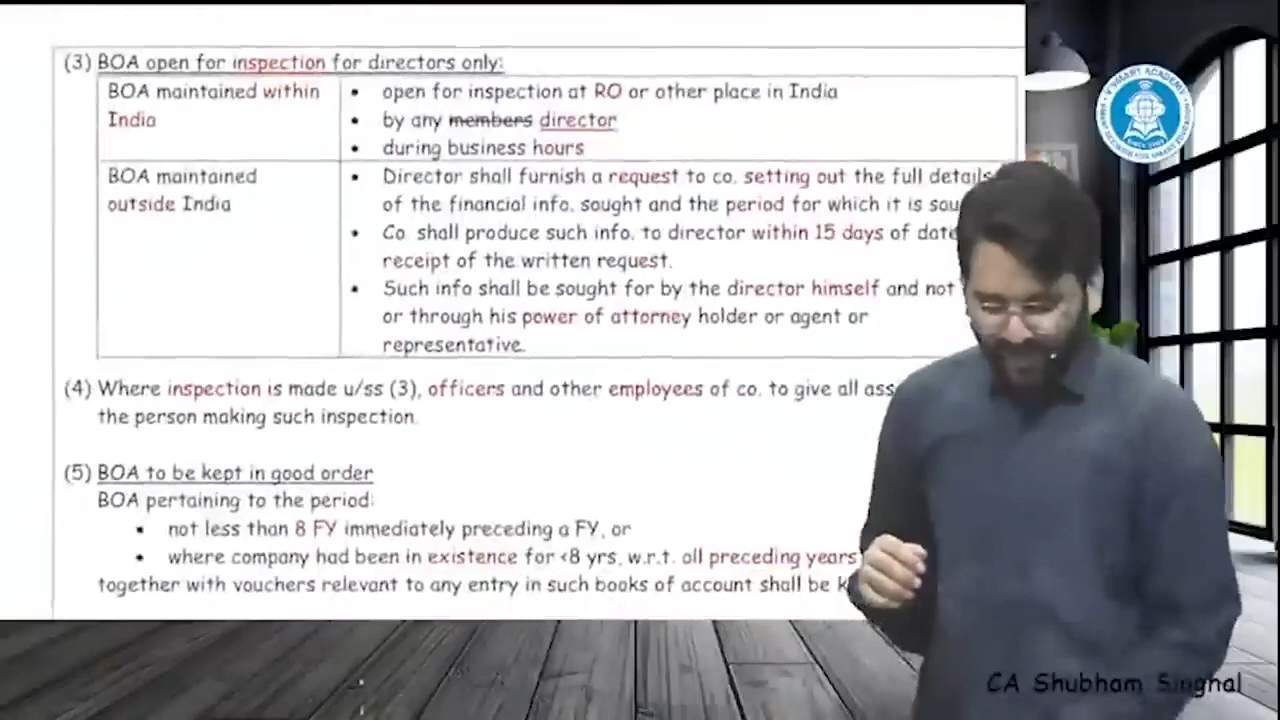 (3) BOA open for inspection for directors only:
BOA maintained within
India
• open for inspection at RO or other place in India
• by any members director
• during business hours
BOA maintained
outside India
• Director shall furnish a request to co. setting out the full details
of the financial info. sought and the period for which it is
• Co. shall produce such info. to director within 15 days of date
receipt of the written request.
• Such info shall be sought for by the director himself and not
or through his power of attorney holder or agent or
representative.
(4) Where inspection is made u/ss (3), officers and other employees of co. to give all
the person making such inspection.
(5) BOA to be kept in good order
BOA pertaining to the period:
• not less than 8 FY immediately preceding a FY, or
• where company had been in existence for <8 yrs, w.r.t. all preceding years
together with vouchers relevant to any entry in such books of account shall be
CA Shubham Singhal